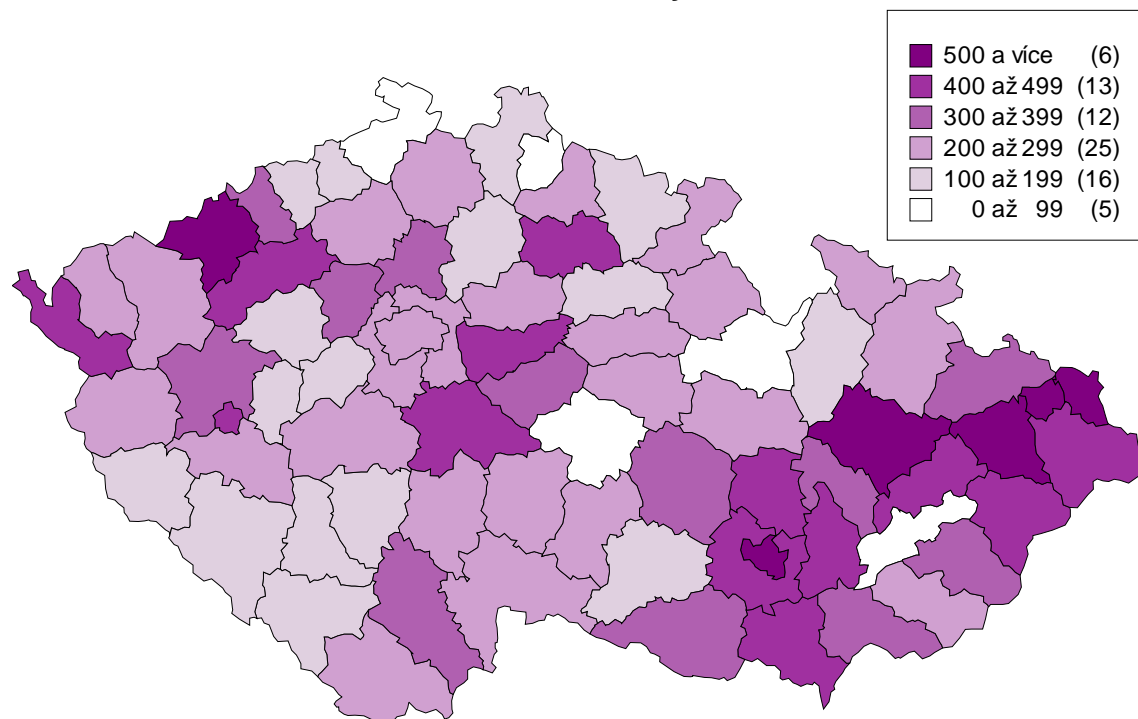 500 a více (6)
400 až 499 (13)
300 až 399 (12)
200 až 299 (25)
100 až 199 (16)
0 až 99 (5)